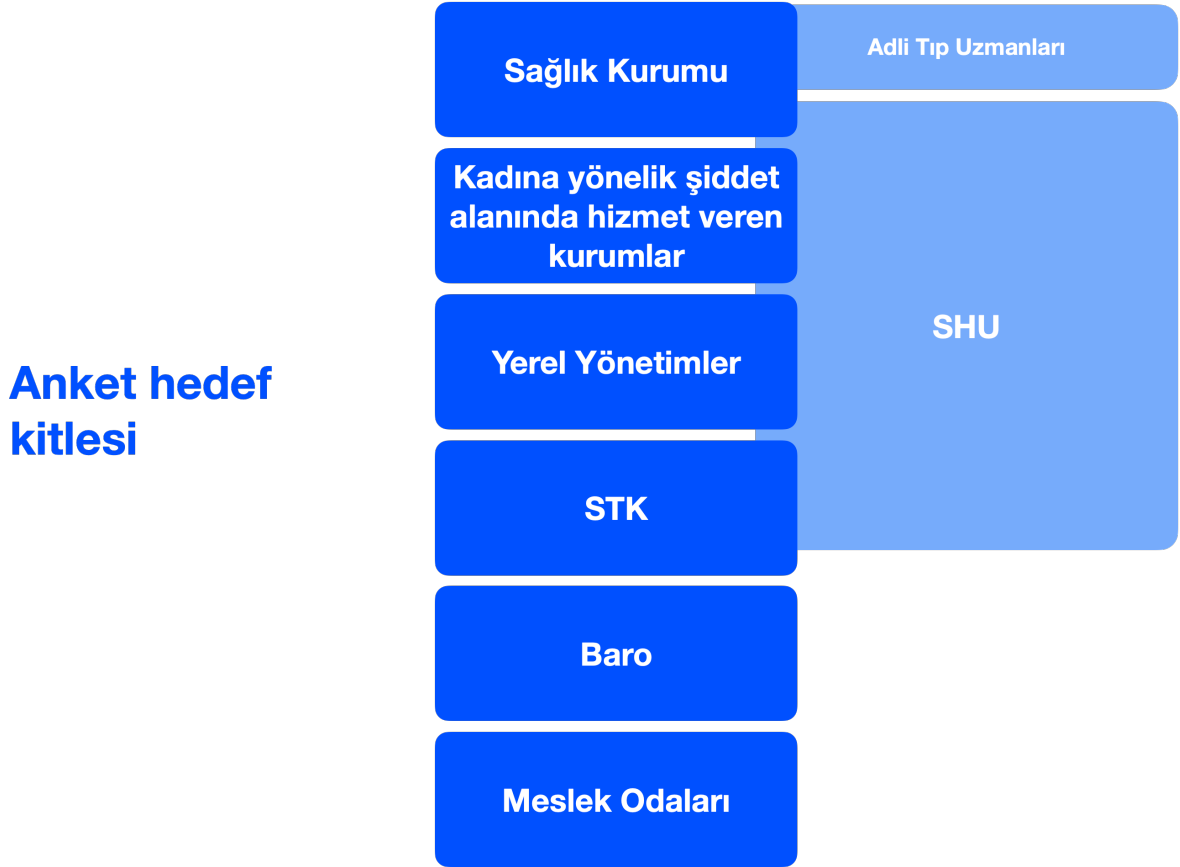 Anket hedef
kitlesi
Sağlık Kurumu
Adli Tıp Uzmanları
Kadına yönelik şiddet
alanında hizmet veren
kurumlar
SHU
Yerel Yönetimler
STK
Baro
Meslek Odaları